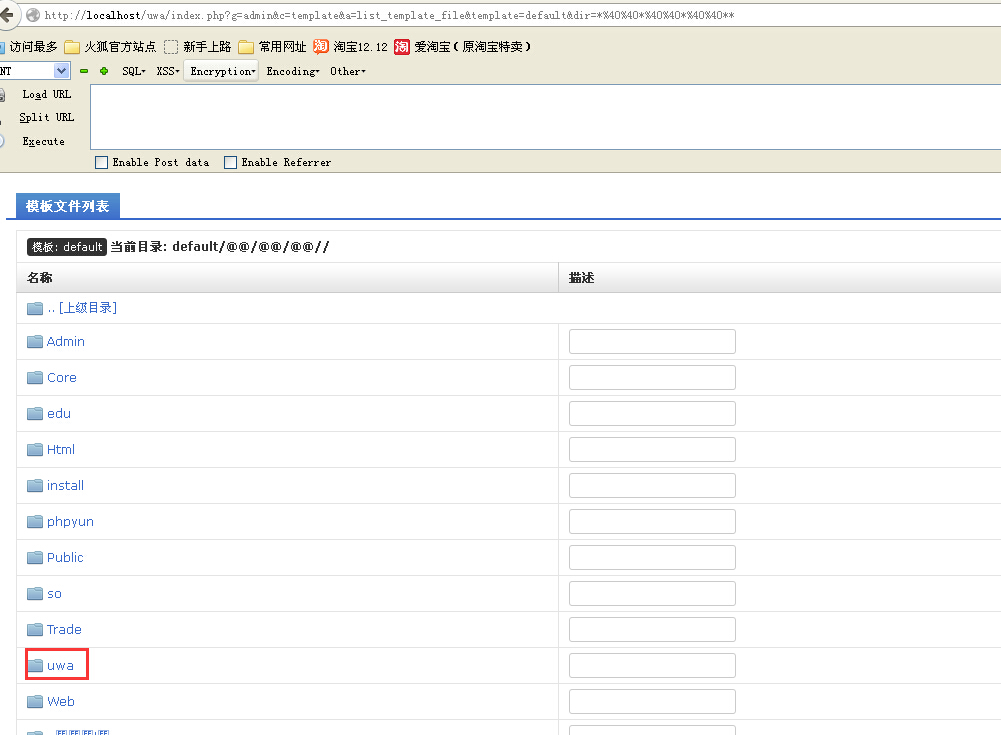 http://localhost/uwa/index.php?g=admin&c=template&a=list_template_file&template=default&dir=*%40%40*%40%40*%40%40**
访问最多 火狐官方站点 新手上路 常用网址 淘 淘宝12.12 淘 爱淘宝（原淘宝特卖）
NT SQL▾ XSS▾ Encryption▾ Encoding▾ Other▾
Load URL
Split URL
Execute
Enable Post data Enable Referrer
模板文件列表
模板: default 当前目录: default/@@/@@/@@//
名称 描述
.. [上级目录]
Admin
Core
edu
Html
install
phpyun
Public
so
Trade
uwa
Web